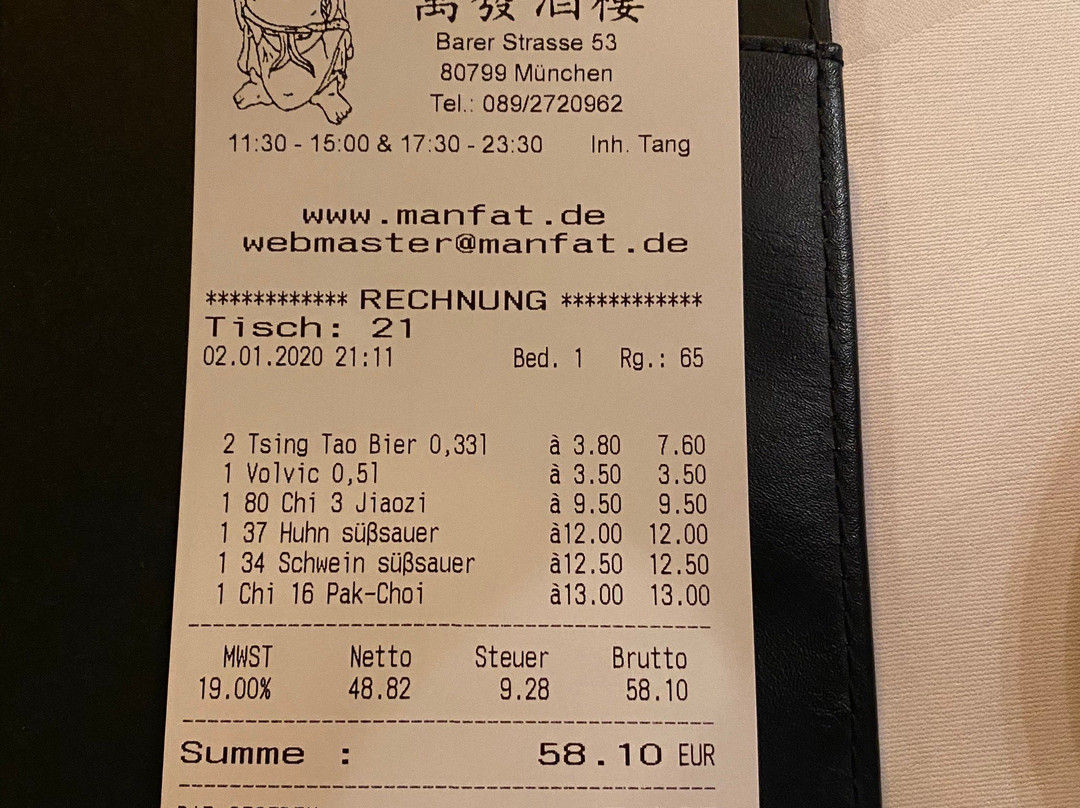 萬發酒樓
Barer Strasse 53
80799 München
Tel.: 089/2720962
11:30 - 15:00 & 17:30 - 23:30 Inh. Tang
www.manfat.de
webmaster@manfat.de
************ RECHNUNG ************
Tisch: 21
02.01.2020 21:11 Bed. 1 Rg.: 65
2 Tsing Tao Bier 0,33l à 3.80 7.60
1 Volvic 0,5l à 3.50 3.50
1 80 Chi 3 Jiaozi à 9.50 9.50
1 37 Huhn süßsauer à12.00 12.00
1 34 Schwein süßsauer à12.50 12.50
1 Chi 16 Pak-Choi à13.00 13.00
MWST Netto Steuer Brutto
19.00% 48.82 9.28 58.10
Summe : 58.10 EUR